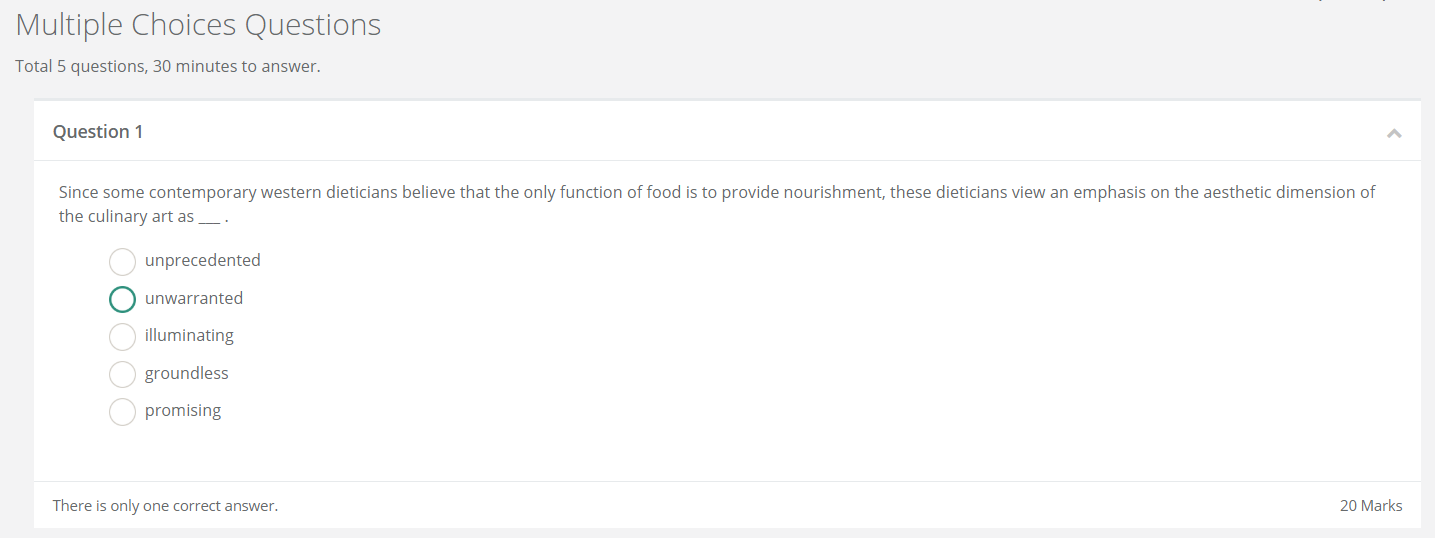 Multiple Choices Questions
Total 5 questions, 30 minutes to answer.
Question 1
Since some contemporary western dieticians believe that the only function of food is to provide nourishment, these dieticians view an emphasis on the aesthetic dimension of
the culinary art as ___ .
unprecedented
unwarranted
illuminating
groundless
promising
There is only one correct answer.
20 Marks